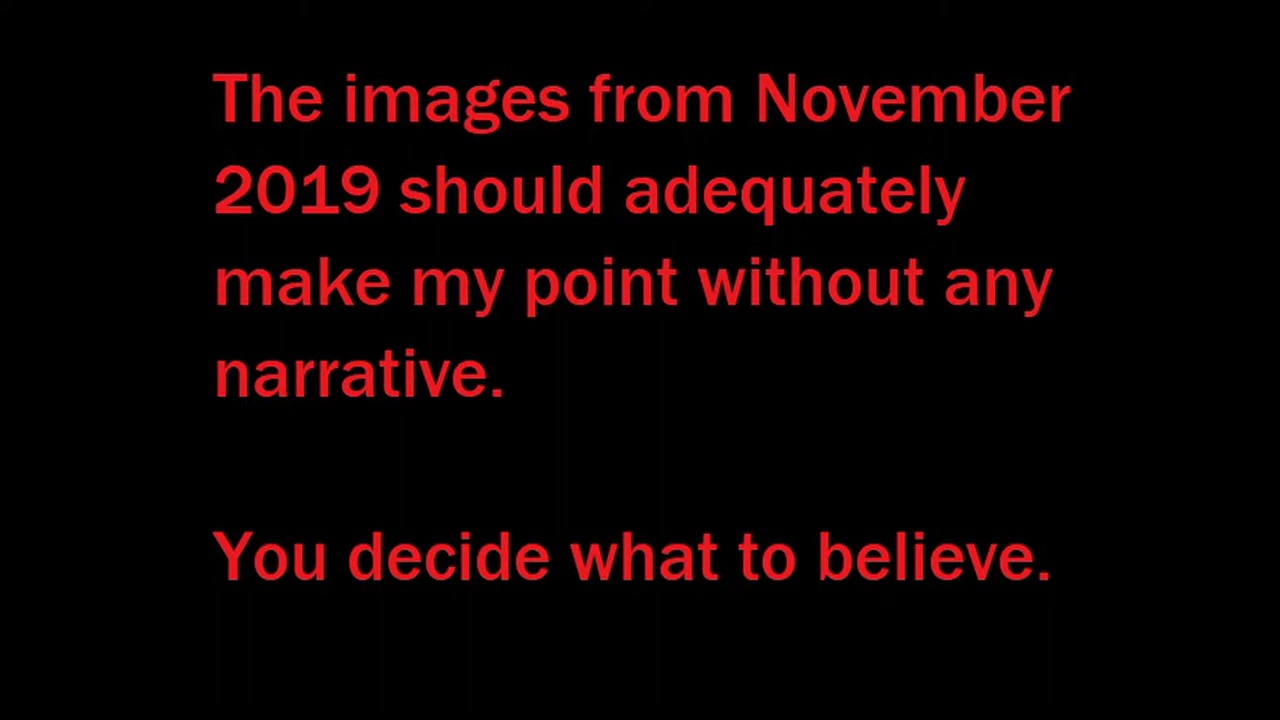 The images from November
2019 should adequately
make my point without any
narrative.
You decide what to believe.